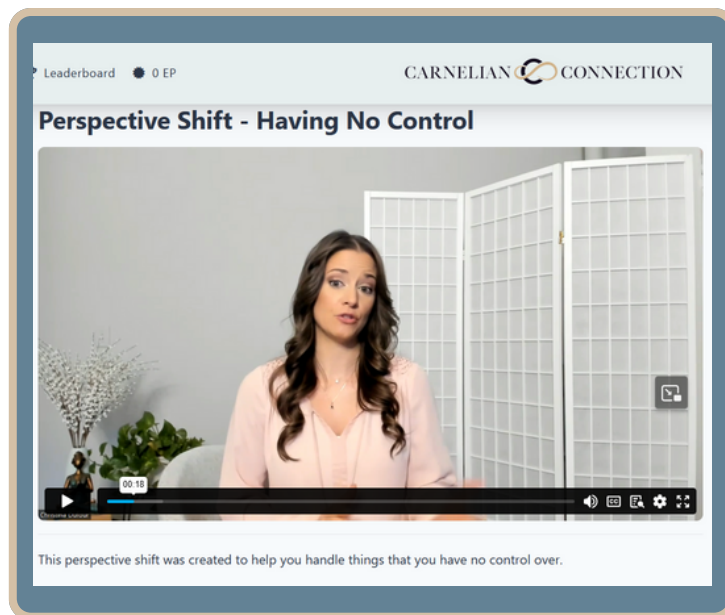 Leaderboard 0 EP
CARNELIAN CONNECTION
Perspective Shift - Having No Control
00:18
CC
This perspective shift was created to help you handle things that you have no control over.